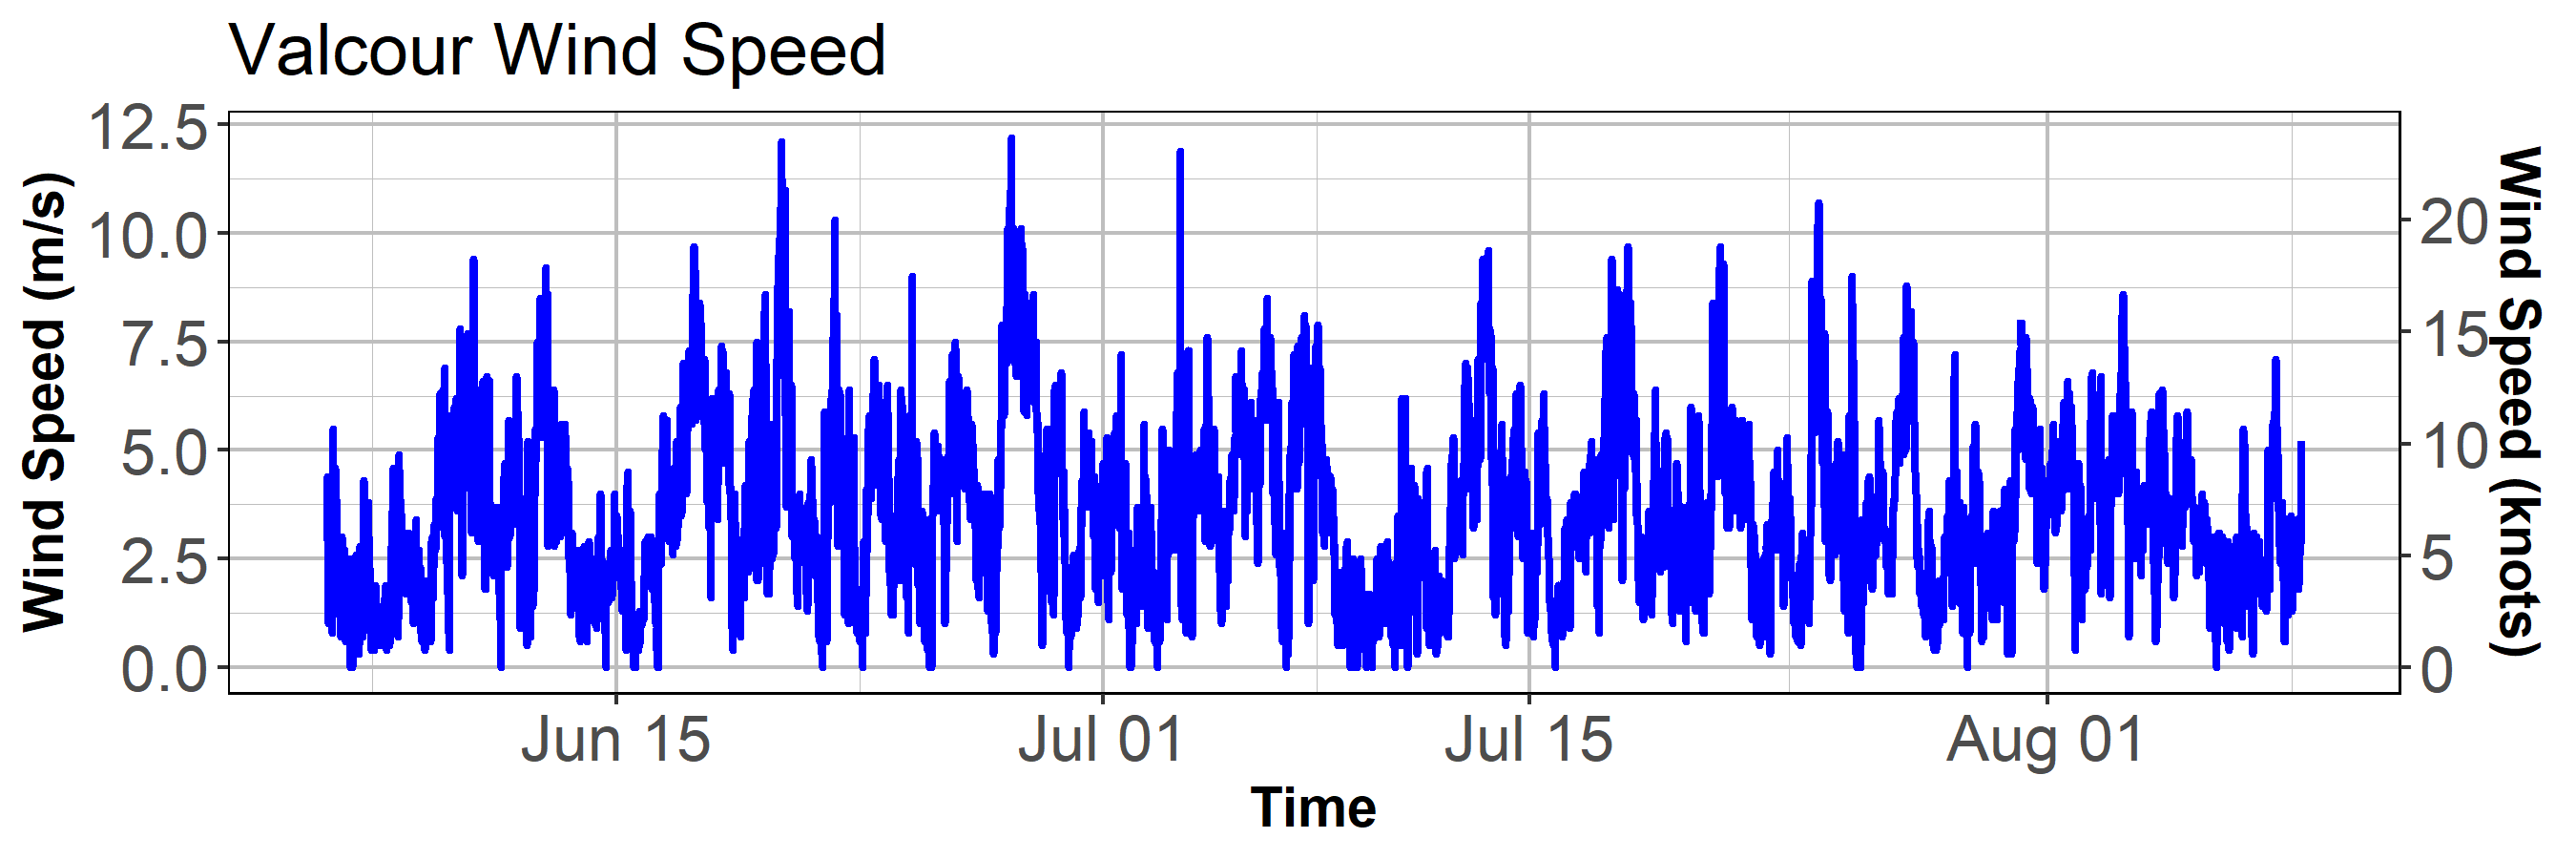 Valcour Wind Speed
Wind Speed (m/s)
12.5
10.0
7.5
5.0
2.5
0.0
20
15
10
5
0
Wind Speed (knots)
Jun 15
Jul 01
Jul 15
Aug 01
Time